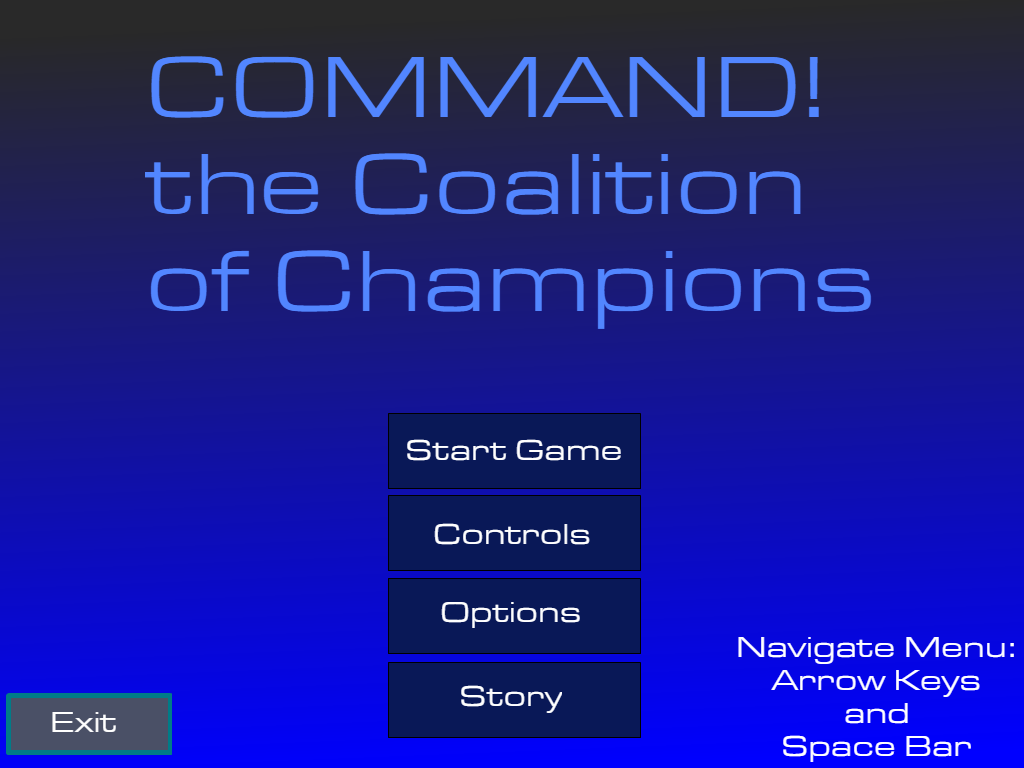 COMMAND!
the Coalition
of Champions
Start Game
Controls
Options
Story
Exit
Navigate Menu:
Arrow Keys
and
Space Bar